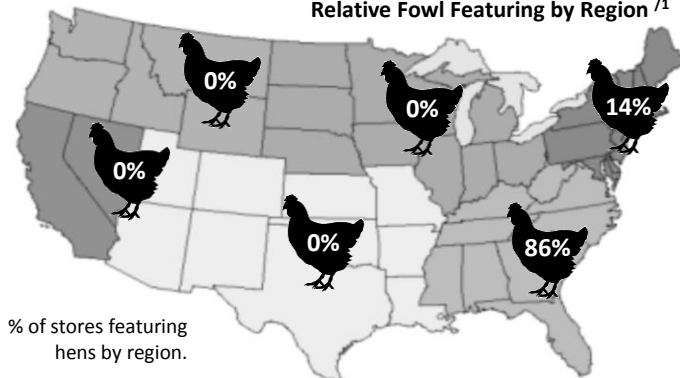 Relative Fowl Featuring by Region /1
0%
0%
14%
0%
0%
86%
% of stores featuring
hens by region.